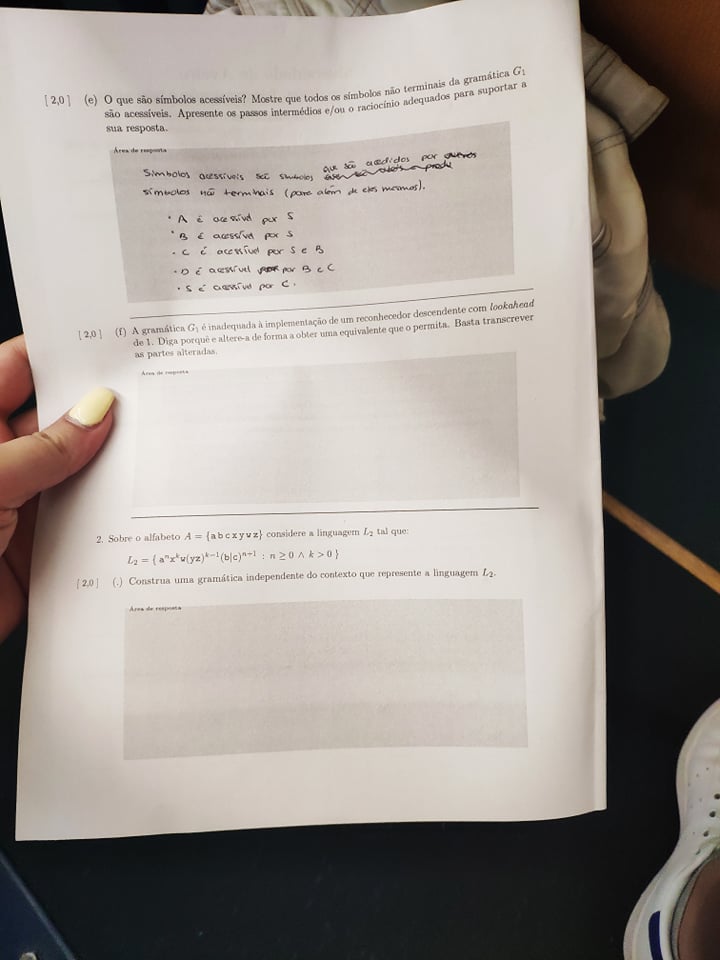 [ 2,0 ] (e) O que são símbolos acessíveis? Mostre que todos os símbolos não terminais da gramática G₁
são acessíveis. Apresente os passos intermédios e/ou o raciocínio adequados para suportar a
sua resposta.
Área de resposta
Símbolos acessíveis são símbolos que são acedidos por outros
símbolos não terminais (para além de eles mesmos).
• A é acessível por S
• B é acessível por S
• C é acessível por S e B
• D é acessível por B e C
• S é acessível por C.
[ 2,0 ] (f) A gramática G₁ é inadequada à implementação de um reconhecedor descendente com lookahead
de 1. Diga porquê e altere-a de forma a obter uma equivalente que o permita. Basta transcrever
as partes alteradas.
Área de resposta
2. Sobre o alfabeto A = {a b c x y w z} considere a linguagem L₂ tal que:
L₂ = { aⁿxᵏw(yz)ᵏ⁻¹(b|c)ⁿ⁺¹ : n ≥ 0 ∧ k > 0 }
[ 2,0 ] (.) Construa uma gramática independente do contexto que represente a linguagem L₂.
Área de resposta